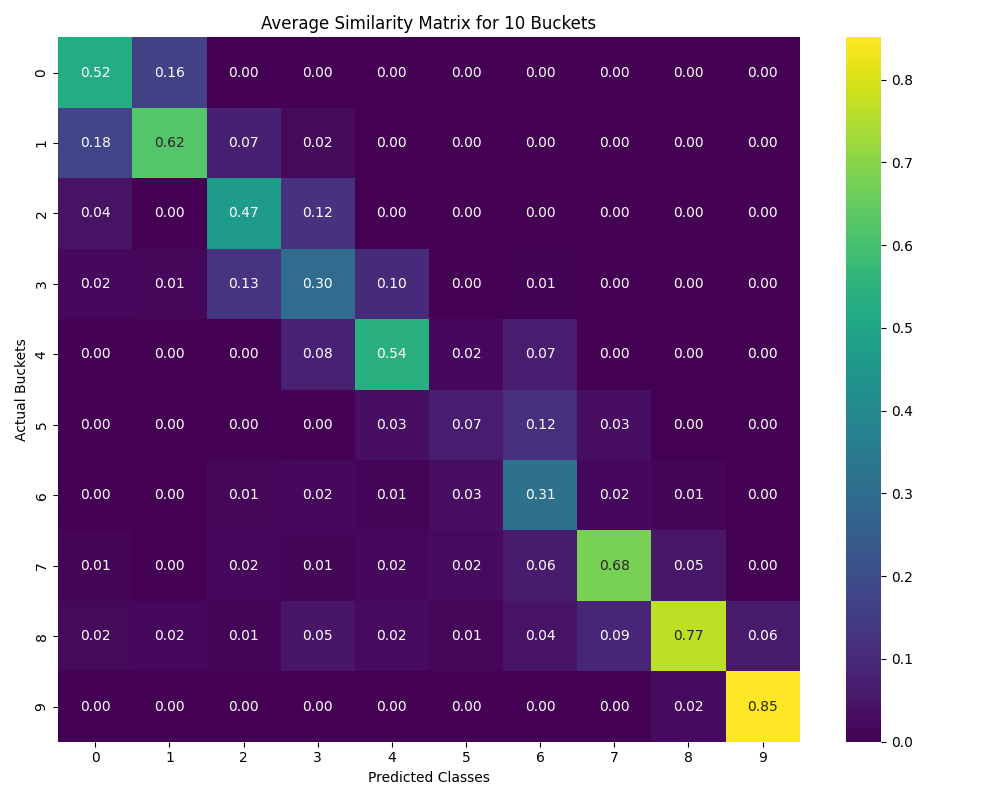 Average Similarity Matrix for 10 Buckets
0 0.52 0.16 0.00 0.00 0.00 0.00 0.00 0.00 0.00 0.00
1 0.18 0.62 0.07 0.02 0.00 0.00 0.00 0.00 0.00 0.00
2 0.04 0.00 0.47 0.12 0.00 0.00 0.00 0.00 0.00 0.00
3 0.02 0.01 0.13 0.30 0.10 0.00 0.01 0.00 0.00 0.00
4 0.00 0.00 0.00 0.08 0.54 0.02 0.07 0.00 0.00 0.00
5 0.00 0.00 0.00 0.00 0.03 0.07 0.12 0.03 0.00 0.00
6 0.00 0.00 0.01 0.02 0.01 0.03 0.31 0.02 0.01 0.00
7 0.01 0.00 0.02 0.01 0.02 0.02 0.06 0.68 0.05 0.00
8 0.02 0.02 0.01 0.05 0.02 0.01 0.04 0.09 0.77 0.06
9 0.00 0.00 0.00 0.00 0.00 0.00 0.00 0.00 0.02 0.85
0 1 2 3 4 5 6 7 8 9
Predicted Classes
Actual Buckets
0.8
0.7
0.6
0.5
0.4
0.3
0.2
0.1
0.0